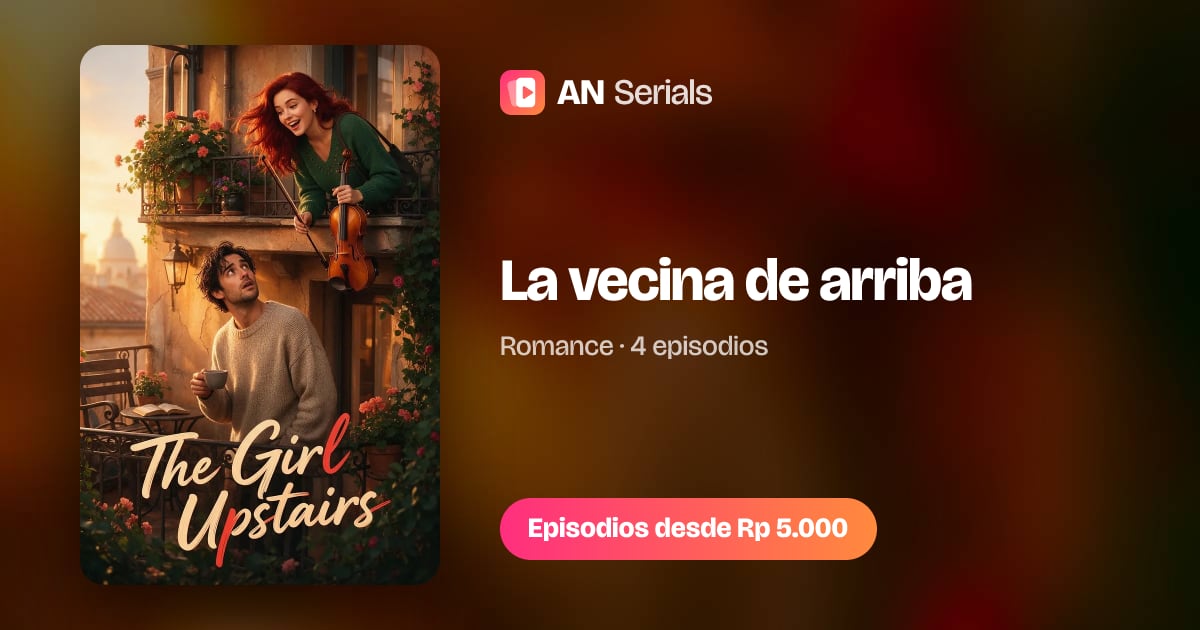 The Girl
Upstairs
AN Serials
La vecina de arriba
Romance · 4 episodios
Episodios desde Rp 5.000